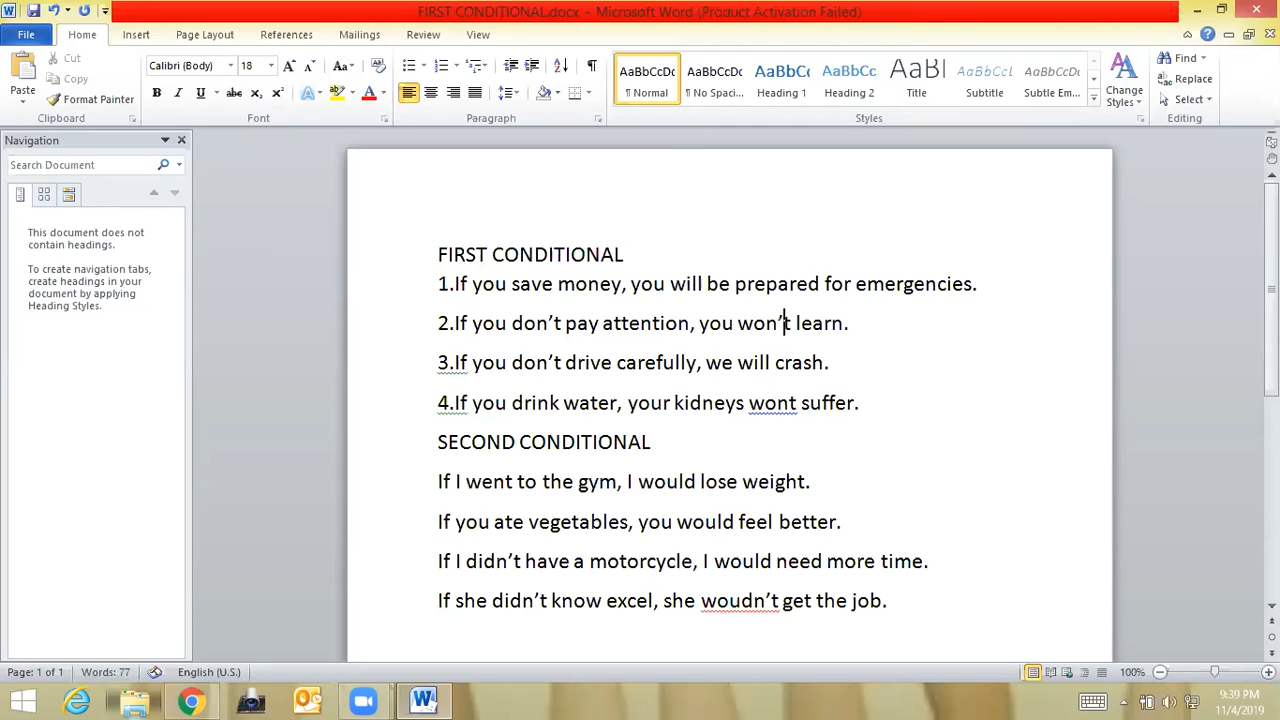 FIRST CONDITIONAL.docx - Microsoft Word (Product Activation Failed)
File Home Insert Page Layout References Mailings Review View
Paste Cut Copy Format Painter
Calibri (Body) 18
B I U abc x₂ x² A A
AaBbCcDc AaBbCcDc AaBbCc AaBbCc AaBl AaBbCcDc AaBbCcDc
¶ Normal ¶ No Spaci... Heading 1 Heading 2 Title Subtitle Subtle Em...
Change Styles
Find Replace Select
Clipboard Font Paragraph Styles Editing
Navigation
Search Document
This document does not
contain headings.
To create navigation tabs,
create headings in your
document by applying
Heading Styles.
FIRST CONDITIONAL
1.If you save money, you will be prepared for emergencies.
2.If you don’t pay attention, you won’t learn.
3.If you don’t drive carefully, we will crash.
4.If you drink water, your kidneys wont suffer.
SECOND CONDITIONAL
If I went to the gym, I would lose weight.
If you ate vegetables, you would feel better.
If I didn’t have a motorcycle, I would need more time.
If she didn’t know excel, she woudn’t get the job.
Page: 1 of 1 Words: 77 English (U.S.) 100%
9:39 PM
11/4/2019